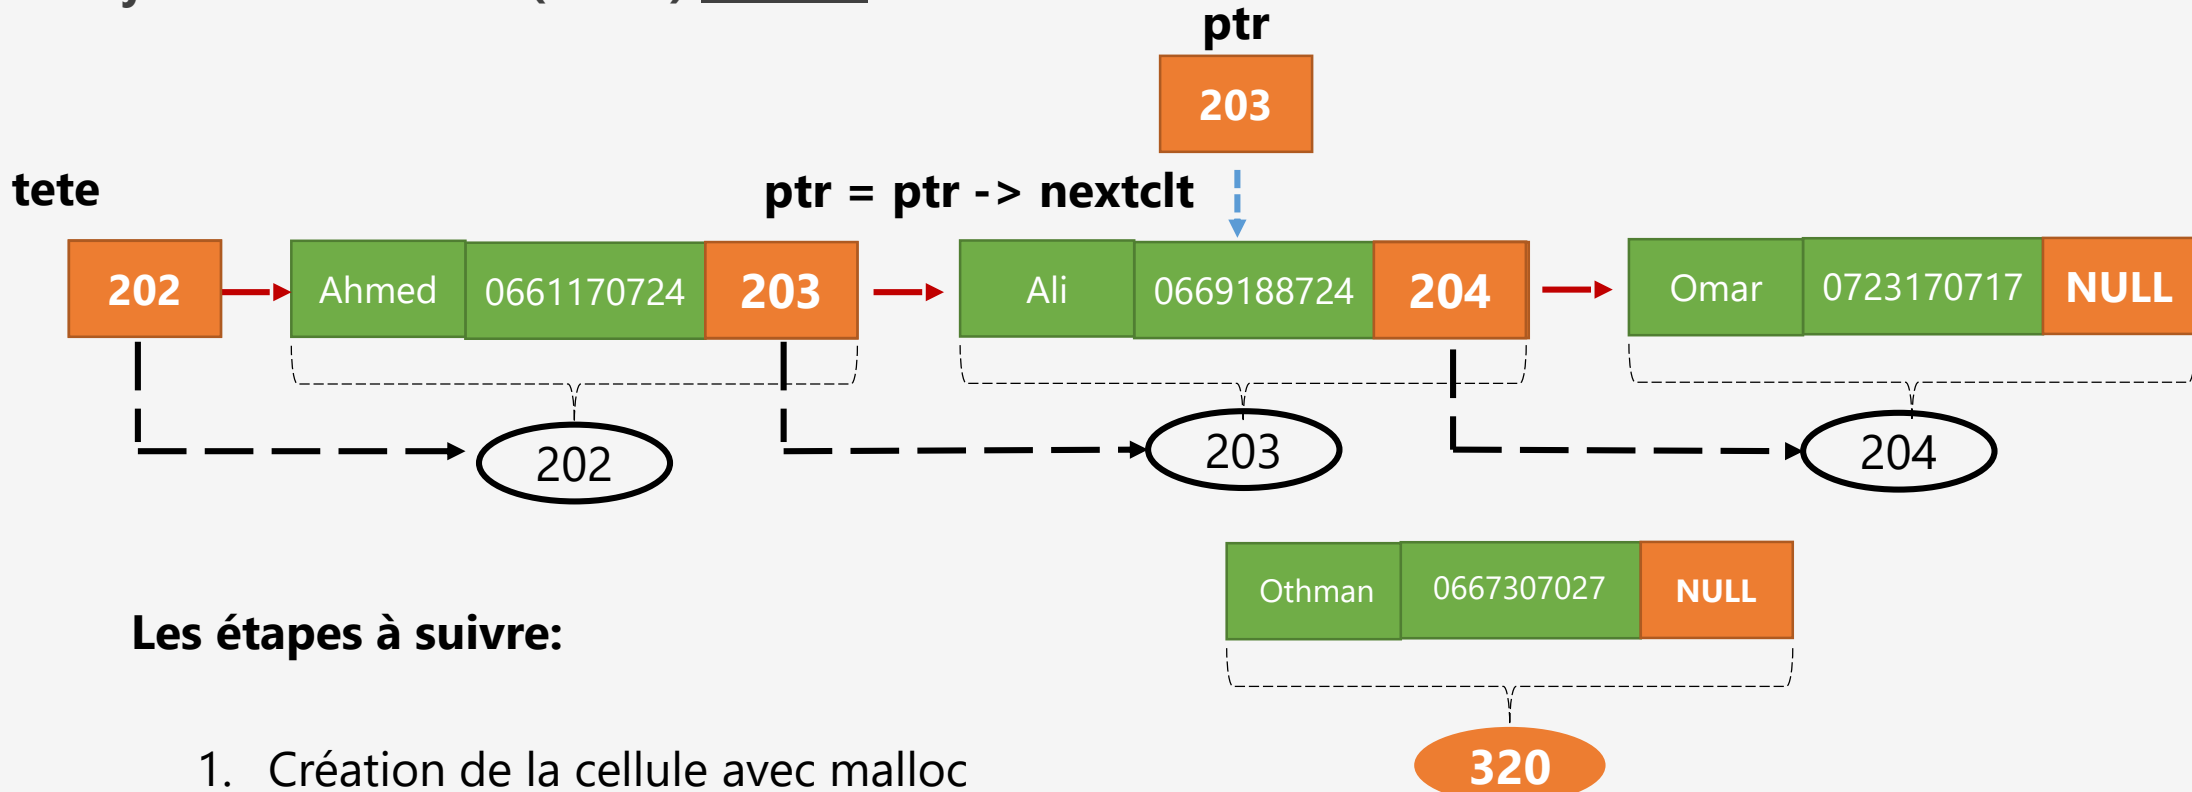 ptr
203
tete
ptr = ptr -> nextclt
202
Ahmed 0661170724 203
Ali 0669188724 204
Omar 0723170717 NULL
202
203
204
Othman 0667307027 NULL
Les étapes à suivre:
320
1. Création de la cellule avec malloc